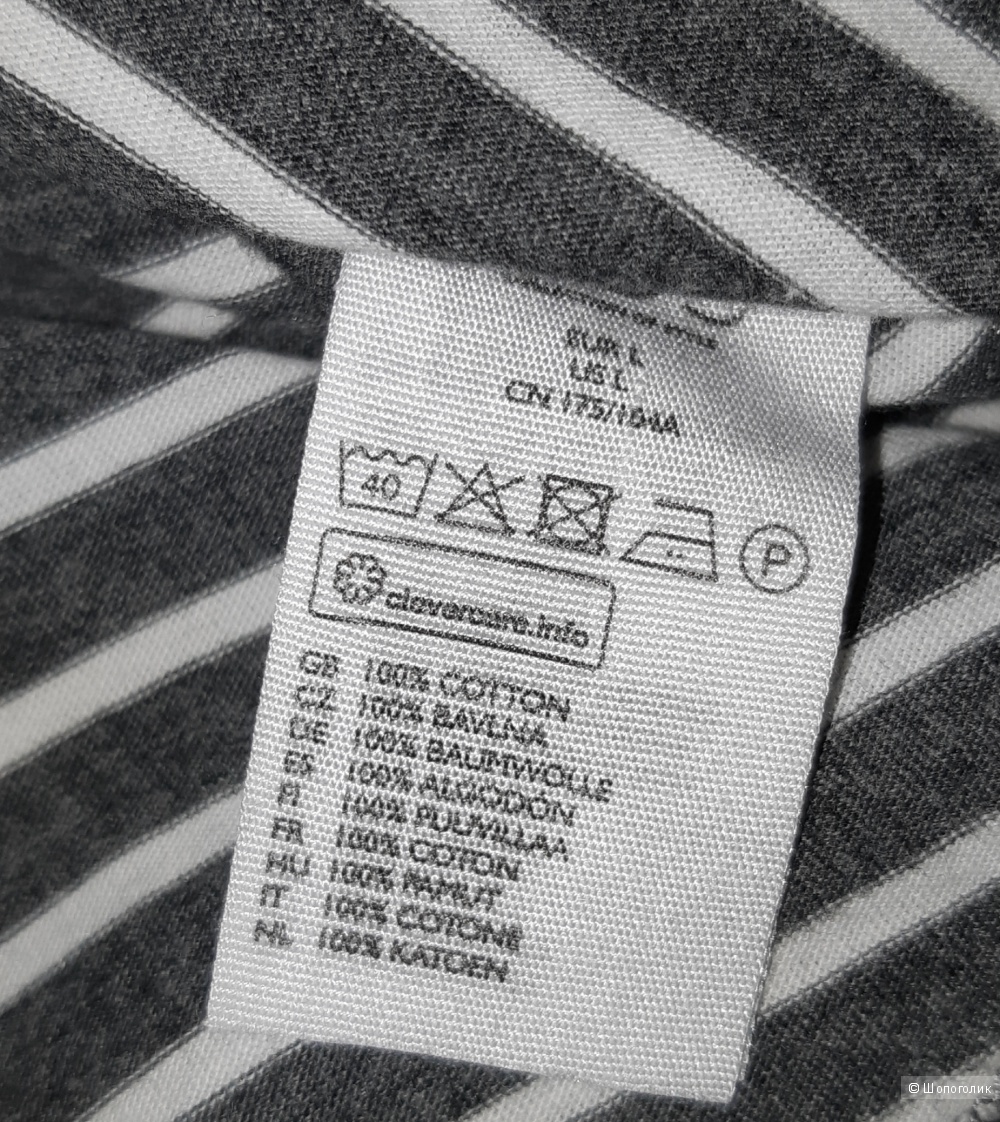 EUR L
US L
CN 175/104A
40
P
clevercare.info
GB 100% COTTON
CZ 100% BAVLNA
DE 100% BAUMWOLLE
ES 100% ALGODÓN
FI 100% PUUVILLAA
FR 100% COTON
HU 100% PAMUT
IT 100% COTONE
NL 100% KATOEN
© Шопоголик